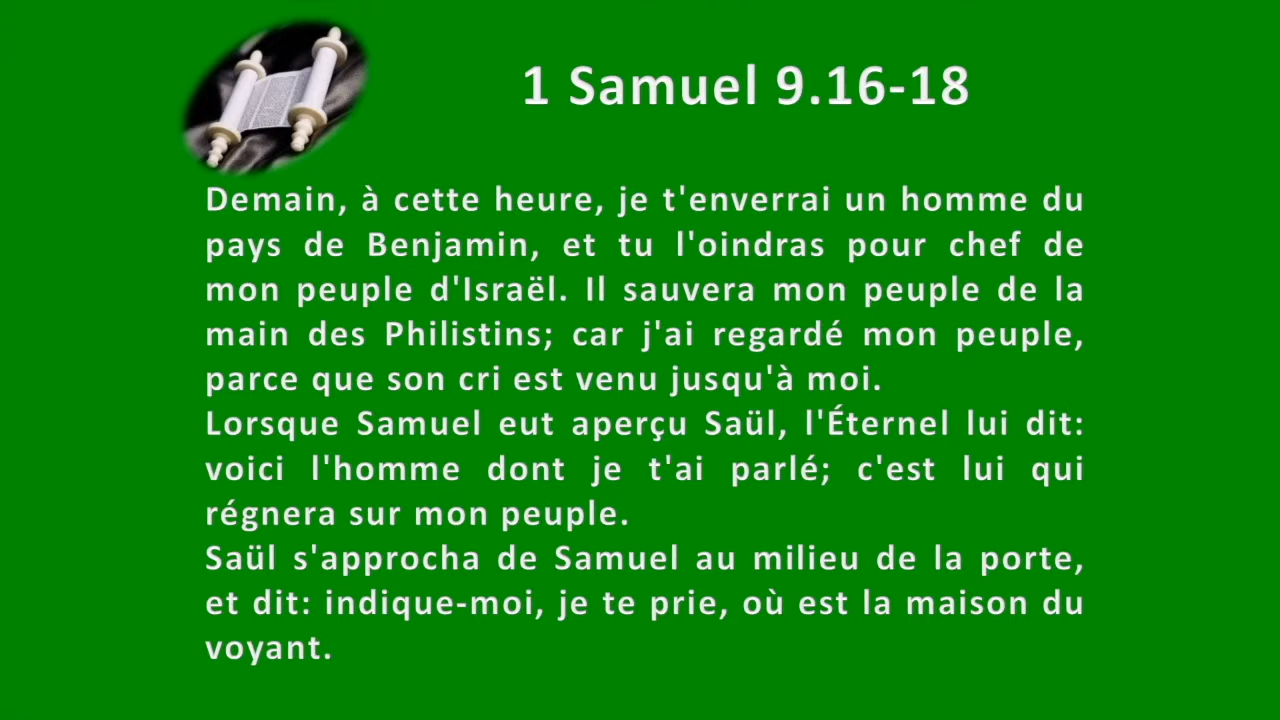 1 Samuel 9.16-18
Demain, à cette heure, je t'enverrai un homme du
pays de Benjamin, et tu l'oindras pour chef de
mon peuple d'Israël. Il sauvera mon peuple de la
main des Philistins; car j'ai regardé mon peuple,
parce que son cri est venu jusqu'à moi.
Lorsque Samuel eut aperçu Saül, l'Éternel lui dit:
voici l'homme dont je t'ai parlé; c'est lui qui
régnera sur mon peuple.
Saül s'approcha de Samuel au milieu de la porte,
et dit: indique-moi, je te prie, où est la maison du
voyant.